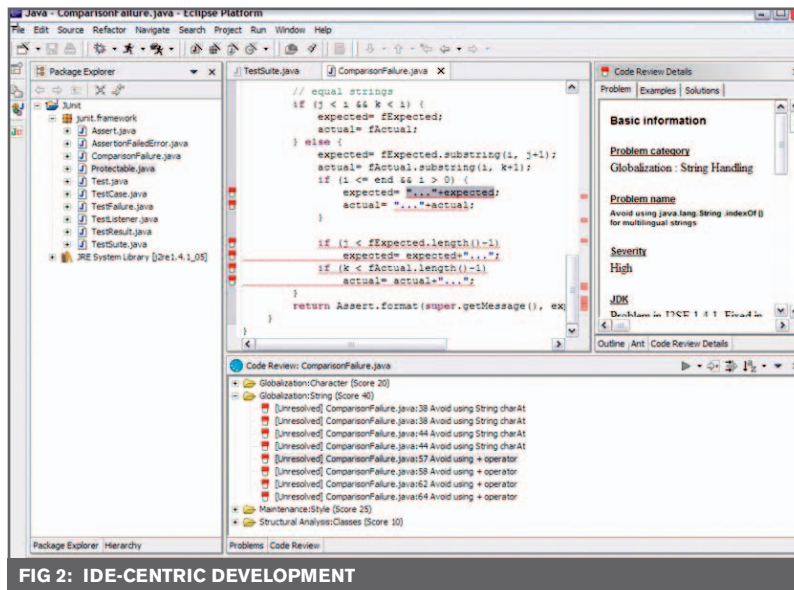 Java - ComparisonFailure.java - Eclipse Platform
File Edit Source Refactor Navigate Search Project Run Window Help
Package Explorer
JUnit
junit.framework
Assert.java
AssertionFailedError.java
ComparisonFailure.java
Protectable.java
Test.java
TestCase.java
TestFailure.java
TestListener.java
TestResult.java
TestSuite.java
JRE System Library [j2re1.4.1_05]
Package Explorer Hierarchy
TestSuite.java ComparisonFailure.java
// equal strings
if (j < i && k < i) {
expected= fExpected;
actual= fActual;
} else {
expected= fExpected.substring(i, j+1);
actual= fActual.substring(i, k+1);
if (i <= end && i > 0) {
expected= "..."+expected;
actual= "..."+actual;
}
if (j < fExpected.length()-1)
expected= expected+"...";
if (k < fActual.length()-1)
actual= actual+"...";
}
return Assert.format(super.getMessage(), exp
}
}
Code Review Details
Problem Examples Solutions
Basic information
Problem category
Globalization : String Handling
Problem name
Avoid using java.lang.String.indexOf()
for multilingual strings
Severity
High
JDK
Problem in J2SE 1.4.1. Fixed in
Outline Ant Code Review Details
Code Review: ComparisonFailure.java
Globalization:Character (Score 20)
Globalization:String (Score 40)
[Unresolved] ComparisonFailure.java:38 Avoid using String charAt
[Unresolved] ComparisonFailure.java:38 Avoid using String charAt
[Unresolved] ComparisonFailure.java:44 Avoid using String charAt
[Unresolved] ComparisonFailure.java:44 Avoid using String charAt
[Unresolved] ComparisonFailure.java:57 Avoid using + operator
[Unresolved] ComparisonFailure.java:58 Avoid using + operator
[Unresolved] ComparisonFailure.java:62 Avoid using + operator
[Unresolved] ComparisonFailure.java:64 Avoid using + operator
Maintenance:Style (Score 25)
Structural Analysis:Classes (Score 10)
Problems Code Review
FIG 2: IDE-CENTRIC DEVELOPMENT